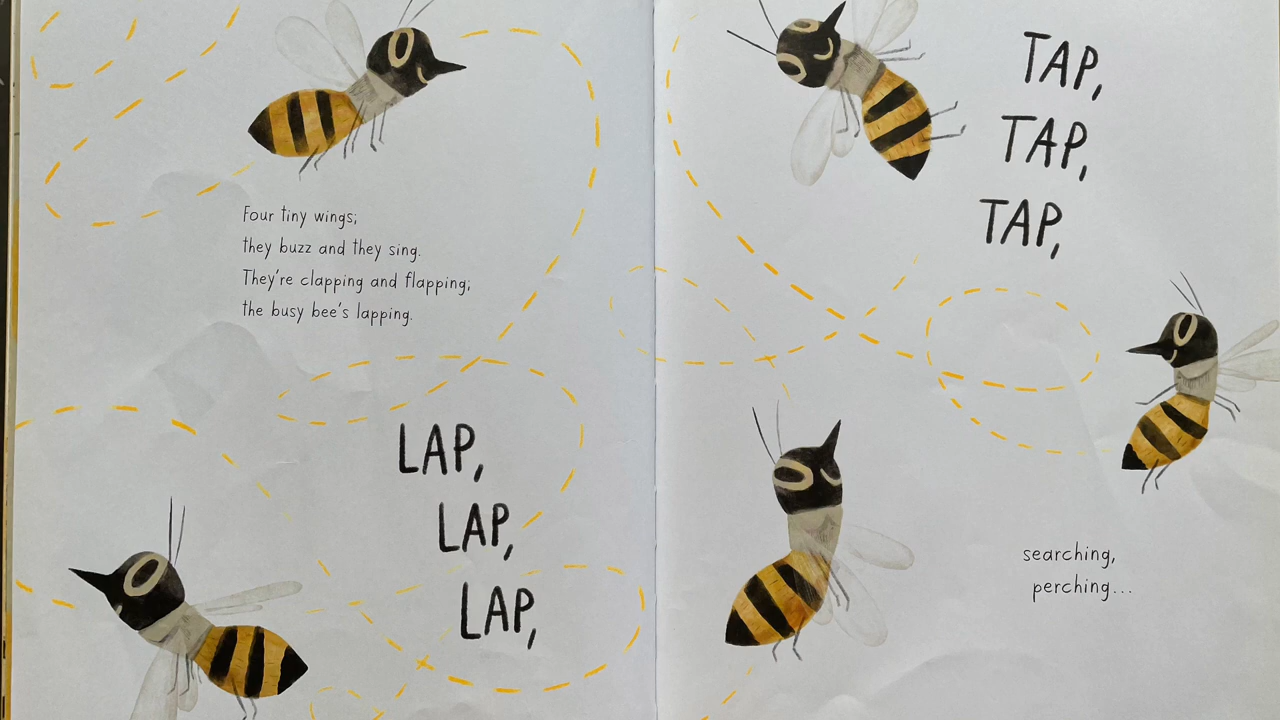 Four tiny wings;
they buzz and they sing.
They're clapping and flapping;
the busy bee's lapping.
LAP,
LAP,
LAP,
TAP,
TAP,
TAP,
searching,
perching...